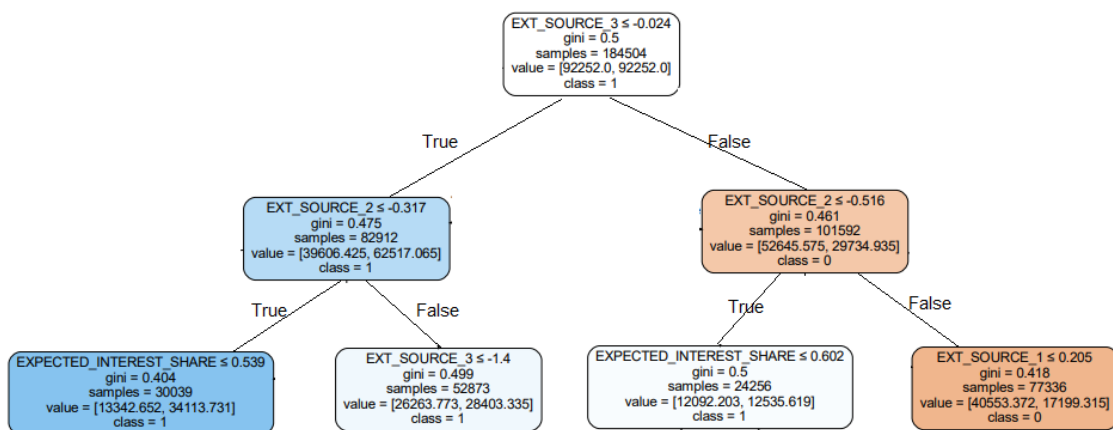 EXT_SOURCE_3 ≤ -0.024
gini = 0.5
samples = 184504
value = [92252.0, 92252.0]
class = 1
True
False
EXT_SOURCE_2 ≤ -0.317
gini = 0.475
samples = 82912
value = [39606.425, 62517.065]
class = 1
EXT_SOURCE_2 ≤ -0.516
gini = 0.461
samples = 101592
value = [52645.575, 29734.935]
class = 0
True
False
True
False
EXPECTED_INTEREST_SHARE ≤ 0.539
gini = 0.404
samples = 30039
value = [13342.652, 34113.731]
class = 1
EXT_SOURCE_3 ≤ -1.4
gini = 0.499
samples = 52873
value = [26263.773, 28403.335]
class = 1
EXPECTED_INTEREST_SHARE ≤ 0.602
gini = 0.5
samples = 24256
value = [12092.203, 12535.619]
class = 1
EXT_SOURCE_1 ≤ 0.205
gini = 0.418
samples = 77336
value = [40553.372, 17199.315]
class = 0